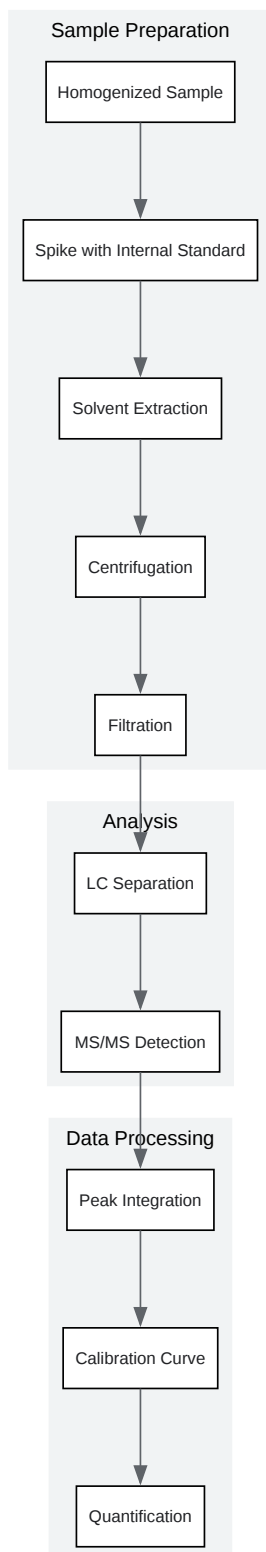 Sample Preparation
Homogenized Sample
Spike with Internal Standard
Solvent Extraction
Centrifugation
Filtration
Analysis
LC Separation
MS/MS Detection
Data Processing
Peak Integration
Calibration Curve
Quantification